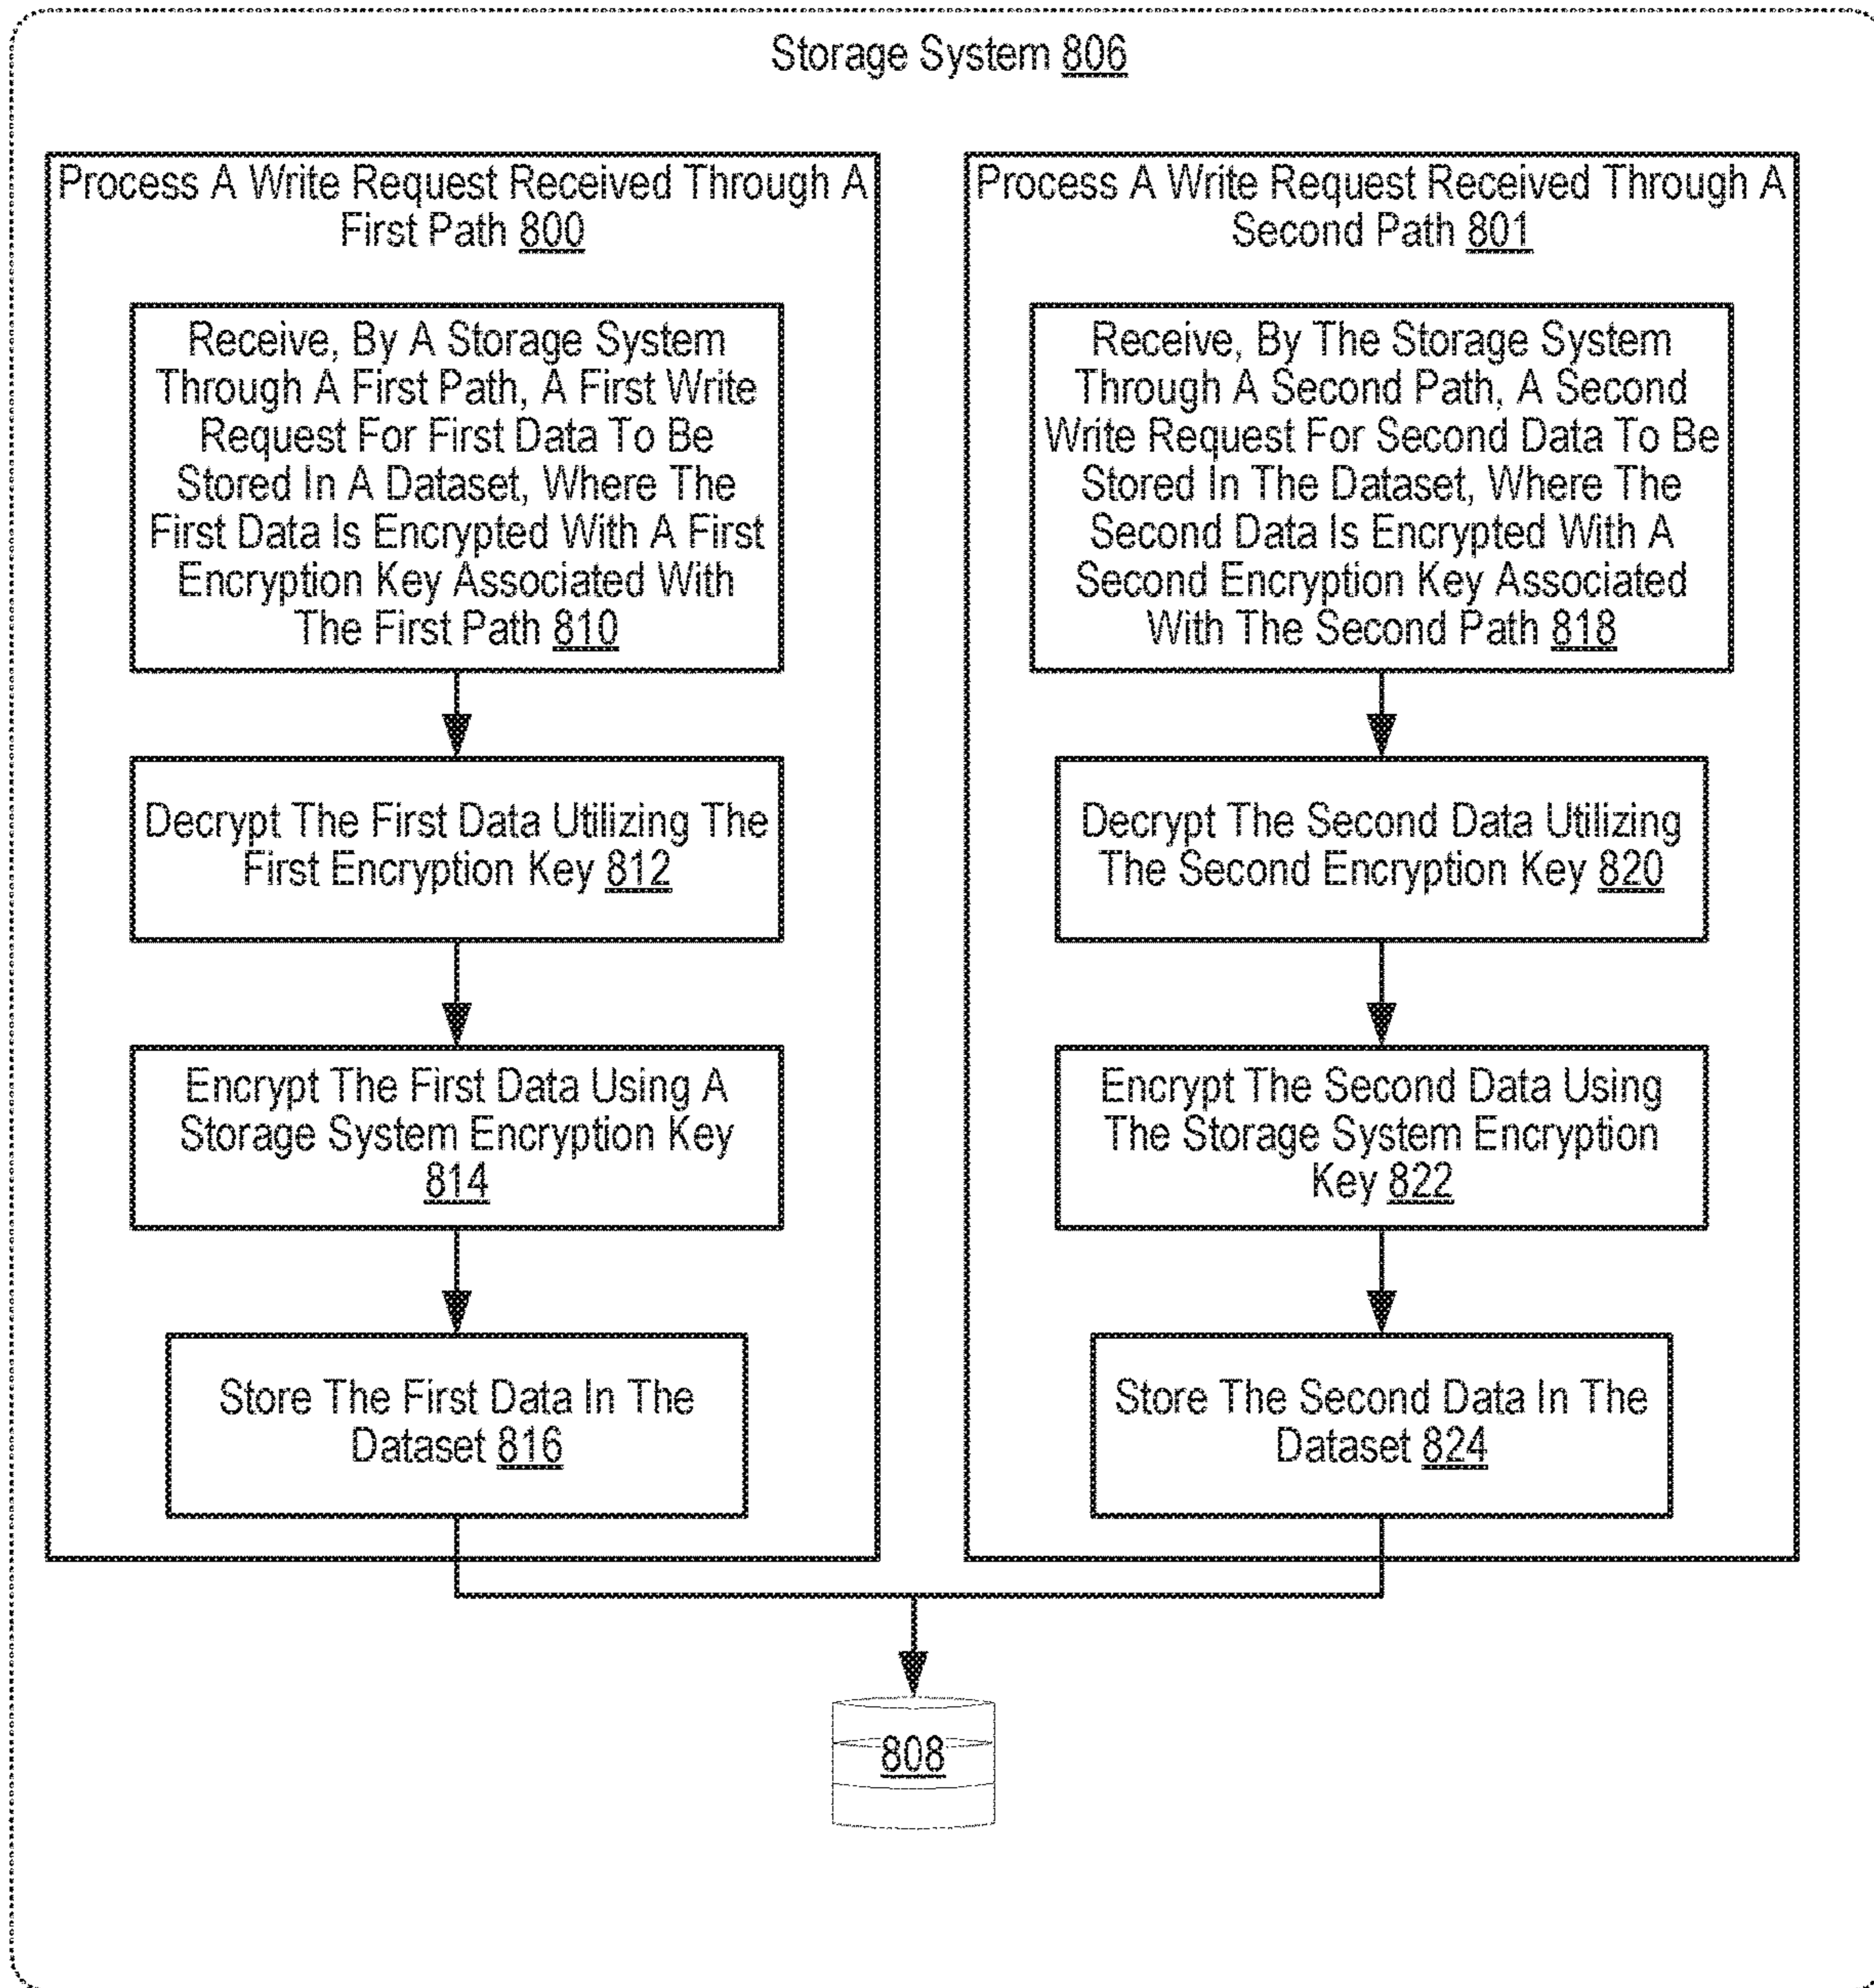 Storage System 806
Process A Write Request Received Through A
First Path 800
Receive, By A Storage System
Through A First Path, A First Write
Request For First Data To Be
Stored In A Dataset, Where The
First Data Is Encrypted With A First
Encryption Key Associated With
The First Path 810
Decrypt The First Data Utilizing The
First Encryption Key 812
Encrypt The First Data Using A
Storage System Encryption Key
814
Store The First Data In The
Dataset 816
Process A Write Request Received Through A
Second Path 801
Receive, By The Storage System
Through A Second Path, A Second
Write Request For Second Data To Be
Stored In The Dataset, Where The
Second Data Is Encrypted With A
Second Encryption Key Associated
With The Second Path 818
Decrypt The Second Data Utilizing
The Second Encryption Key 820
Encrypt The Second Data Using
The Storage System Encryption
Key 822
Store The Second Data In The
Dataset 824
808